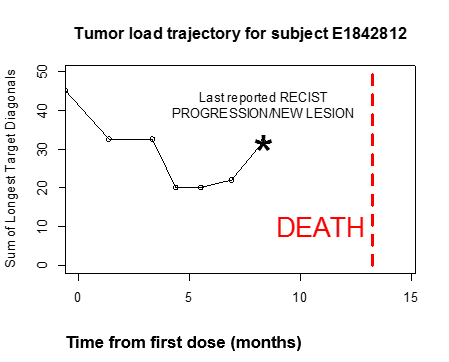 Tumor load trajectory for subject E1842812
Sum of Longest Target Diagonals
50
40
30
20
10
0
Last reported RECIST
PROGRESSION/NEW LESION
DEATH
0
5
10
15
Time from first dose (months)